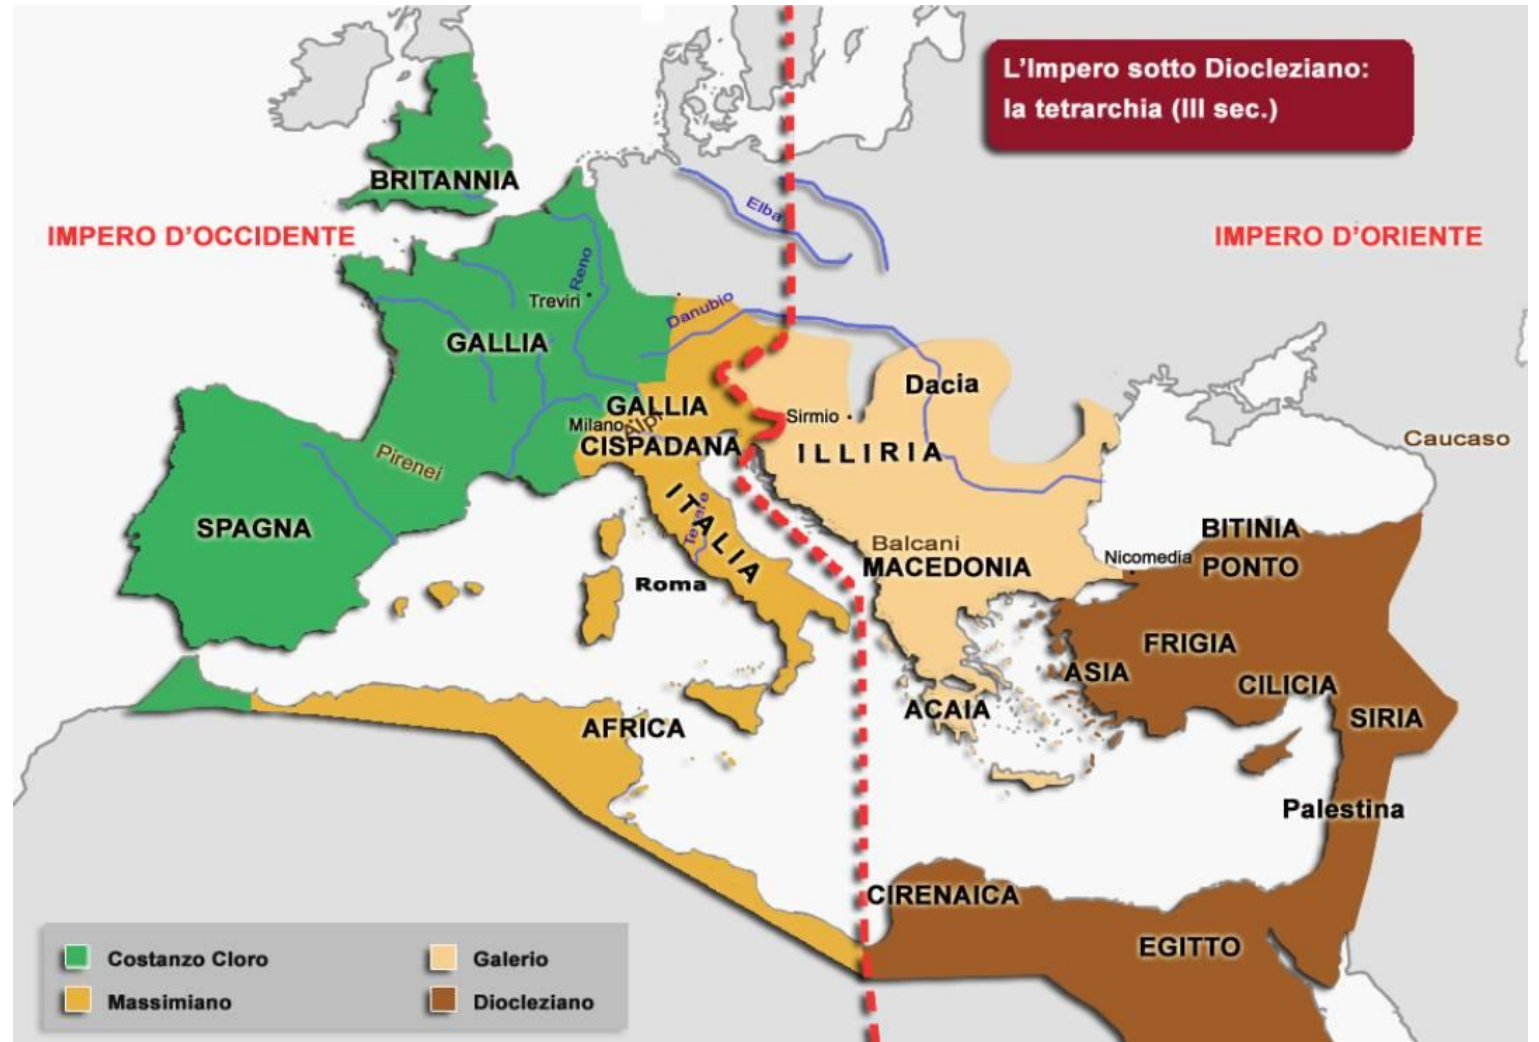 L'Impero sotto Diocleziano:
la tetrarchia (III sec.)
BRITANNIA
Elba
IMPERO D'OCCIDENTE
IMPERO D'ORIENTE
Reno
Treviri
Danubio
GALLIA
Dacia
GALLIA
Milano
Alpi
CISPADANA
Sirmio
ILLIRIA
Caucaso
Pirenei
SPAGNA
ITALIA
Tevere
Roma
BITINIA
Balcani
MACEDONIA
Nicomedia
PONTO
FRIGIA
ASIA
CILICIA
ACAIA
SIRIA
AFRICA
Palestina
CIRENAICA
EGITTO
Costanzo Cloro
Galerio
Massimiano
Diocleziano